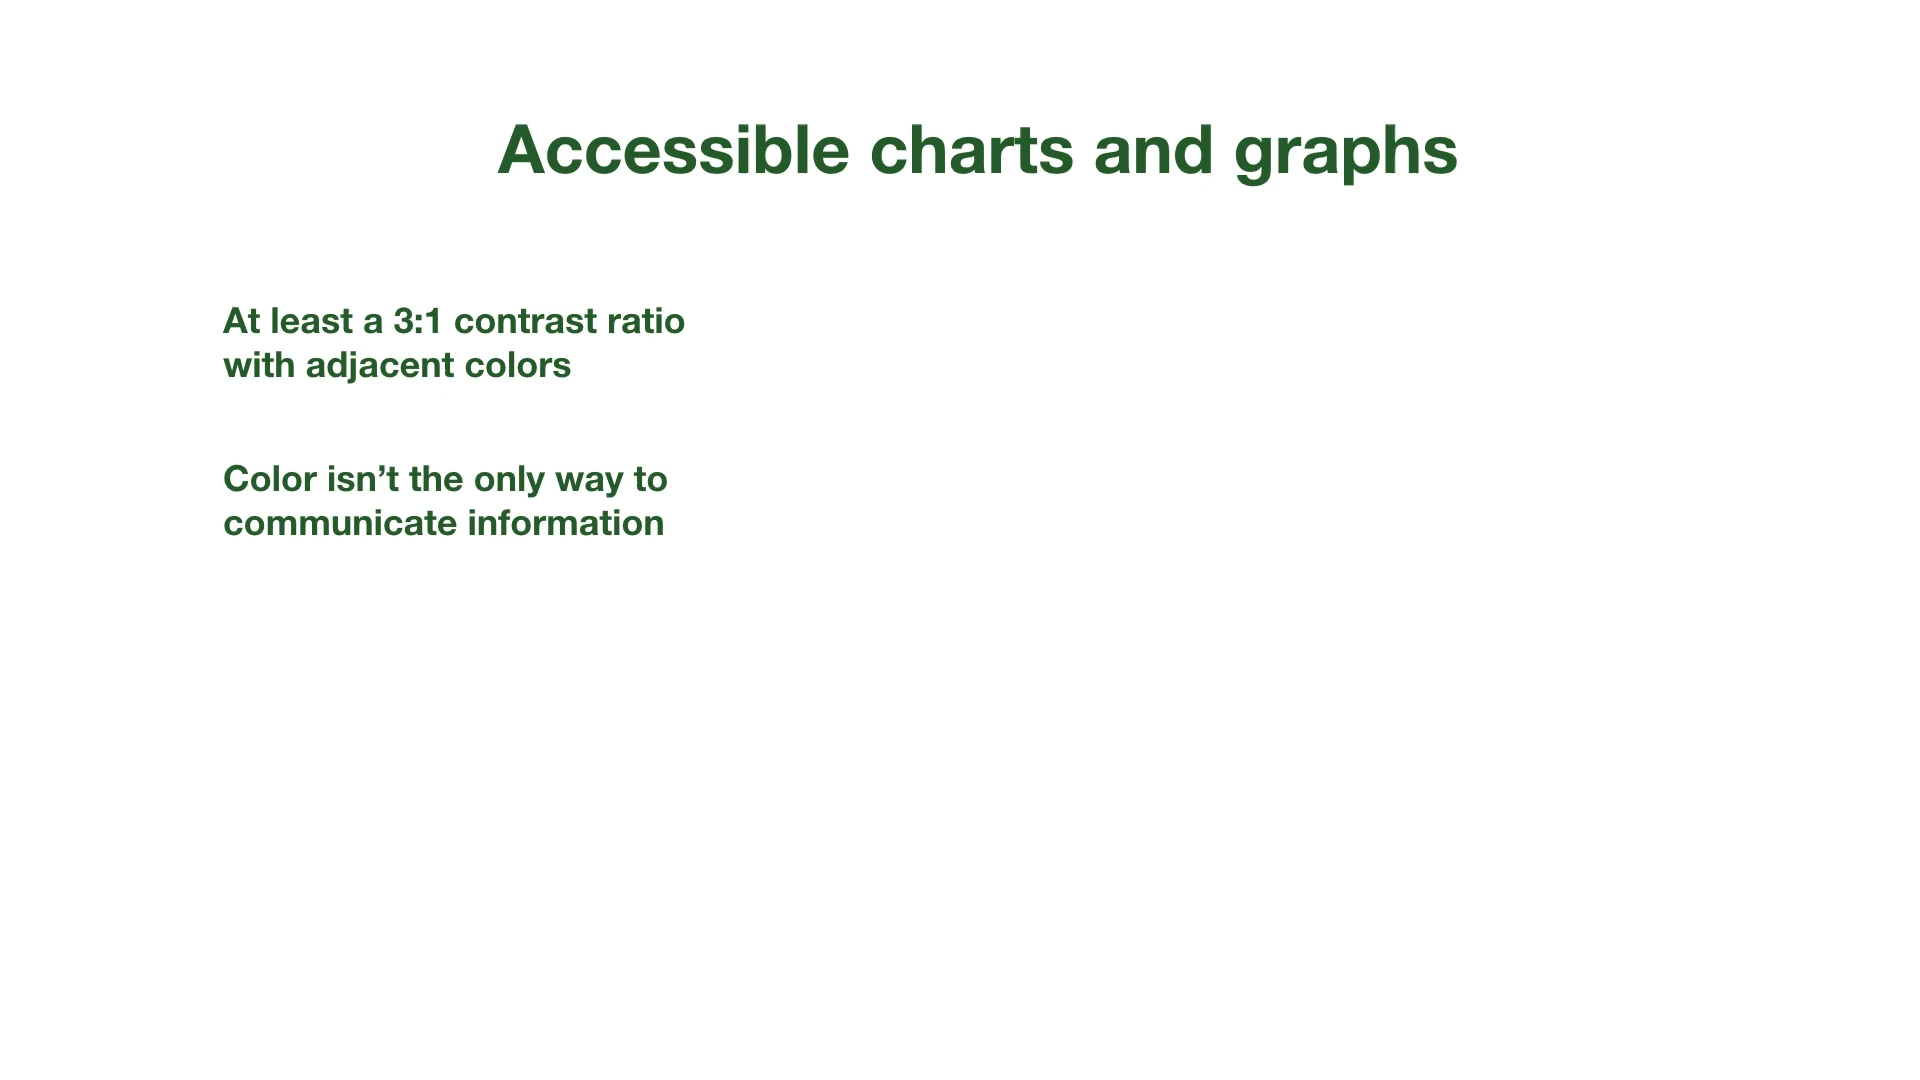 Accessible charts and graphs
At least a 3:1 contrast ratio
with adjacent colors
Color isn’t the only way to
communicate information